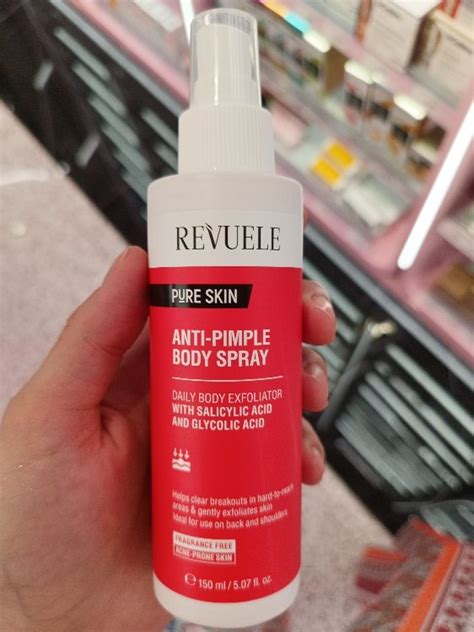 REVUELE
PURE SKIN
ANTI-PIMPLE
BODY SPRAY
DAILY BODY EXFOLIATOR
WITH SALICYLIC ACID
AND GLYCOLIC ACID
Helps clear breakouts in hard-to-reach
areas & gently exfoliates skin
Ideal for use on back and shoulders
FRAGRANCE FREE
ACNE-PRONE SKIN
℮ 150 ml / 5.07 fl. oz.